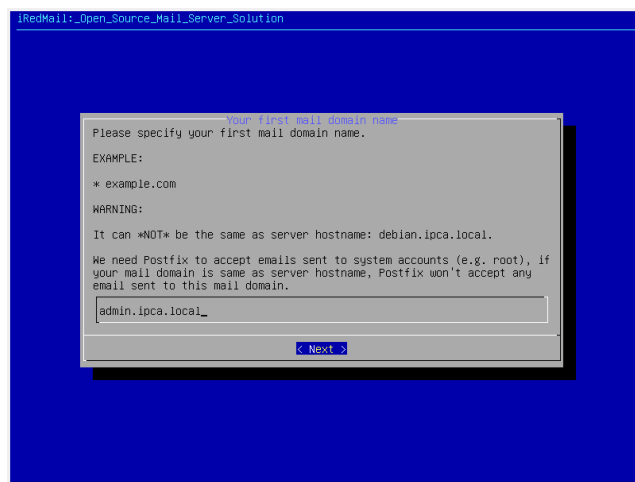 iRedMail:_Open_Source_Mail_Server_Solution
Your first mail domain name
Please specify your first mail domain name.
EXAMPLE:
* example.com
WARNING:
It can *NOT* be the same as server hostname: debian.ipca.local.
We need Postfix to accept emails sent to system accounts (e.g. root), if
your mail domain is same as server hostname, Postfix won't accept any
email sent to this mail domain.
admin.ipca.local_
< Next >